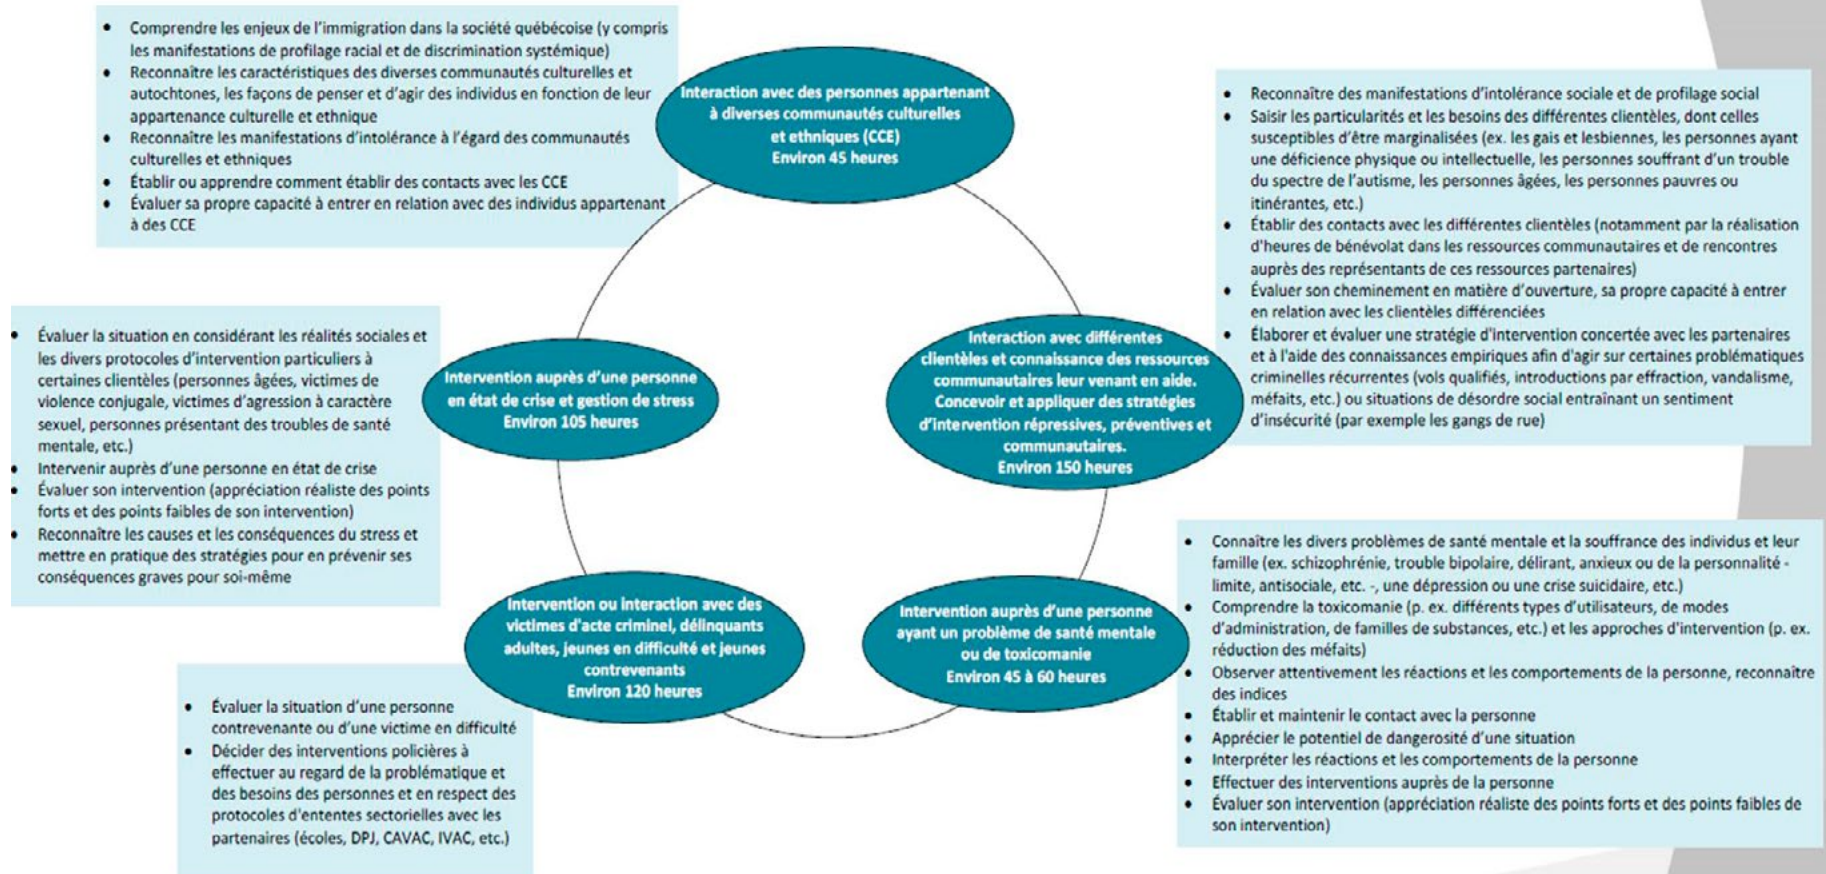 • Comprendre les enjeux de l'immigration dans la société québécoise (y compris
les manifestations de profilage racial et de discrimination systémique)
• Reconnaître les caractéristiques des diverses communautés culturelles et
autochtones, les façons de penser et d'agir des individus en fonction de leur
appartenance culturelle et ethnique
• Reconnaître les manifestations d'intolérance à l'égard des communautés
culturelles et ethniques
• Établir ou apprendre comment établir des contacts avec les CCE
• Évaluer sa propre capacité à entrer en relation avec des individus appartenant
à des CCE
Interaction avec des personnes appartenant
à diverses communautés culturelles
et ethniques (CCE)
Environ 45 heures
• Reconnaître des manifestations d'intolérance sociale et de profilage social
• Saisir les particularités et les besoins des différentes clientèles, dont celles
susceptibles d'être marginalisées (ex. les gais et lesbiennes, les personnes ayant
une déficience physique ou intellectuelle, les personnes souffrant d'un trouble
du spectre de l'autisme, les personnes âgées, les personnes pauvres ou
itinérantes, etc.)
• Établir des contacts avec les différentes clientèles (notamment par la réalisation
d'heures de bénévolat dans les ressources communautaires et de rencontres
auprès des représentants de ces ressources partenaires)
• Évaluer son cheminement en matière d'ouverture, sa propre capacité à entrer
en relation avec les clientèles différenciées
• Élaborer et évaluer une stratégie d'intervention concertée avec les partenaires
et à l'aide des connaissances empiriques afin d'agir sur certaines problématiques
criminelles récurrentes (vols qualifiés, introductions par effraction, vandalisme,
méfaits, etc.) ou situations de désordre social entraînant un sentiment
d'insécurité (par exemple les gangs de rue)
• Évaluer la situation en considérant les réalités sociales et
les divers protocoles d'intervention particuliers à
certaines clientèles (personnes âgées, victimes de
violence conjugale, victimes d'agression à caractère
sexuel, personnes présentant des troubles de santé
mentale, etc.)
• Intervenir auprès d'une personne en état de crise
• Évaluer son intervention (appréciation réaliste des points
forts et des points faibles de son intervention)
• Reconnaître les causes et les conséquences du stress et
mettre en pratique des stratégies pour en prévenir ses
conséquences graves pour soi-même
Intervention auprès d'une personne
en état de crise et gestion de stress
Environ 105 heures
Interaction avec différentes
clientèles et connaissance des ressources
communautaires leur venant en aide.
Concevoir et appliquer des stratégies
d'intervention répressives, préventives et
communautaires.
Environ 150 heures
Intervention ou interaction avec des
victimes d'acte criminel, délinquants
adultes, jeunes en difficulté et jeunes
contrevenants
Environ 120 heures
Intervention auprès d'une personne
ayant un problème de santé mentale
ou de toxicomanie
Environ 45 à 60 heures
• Connaître les divers problèmes de santé mentale et la souffrance des individus et leur
famille (ex. schizophrénie, trouble bipolaire, délirant, anxieux ou de la personnalité -
limite, antisociale, etc. -, une dépression ou une crise suicidaire, etc.)
• Comprendre la toxicomanie (p. ex. différents types d'utilisateurs, de modes
d'administration, de familles de substances, etc.) et les approches d'intervention (p. ex.
réduction des méfaits)
• Observer attentivement les réactions et les comportements de la personne, reconnaître
des indices
• Établir et maintenir le contact avec la personne
• Apprécier le potentiel de dangerosité d'une situation
• Interpréter les réactions et les comportements de la personne
• Effectuer des interventions auprès de la personne
• Évaluer son intervention (appréciation réaliste des points forts et des points faibles de
son intervention)
• Évaluer la situation d'une personne
contrevenante ou d'une victime en difficulté
• Décider des interventions policières à
effectuer au regard de la problématique et
des besoins des personnes et en respect des
protocoles d'ententes sectorielles avec les
partenaires (écoles, DPJ, CAVAC, IVAC, etc.)